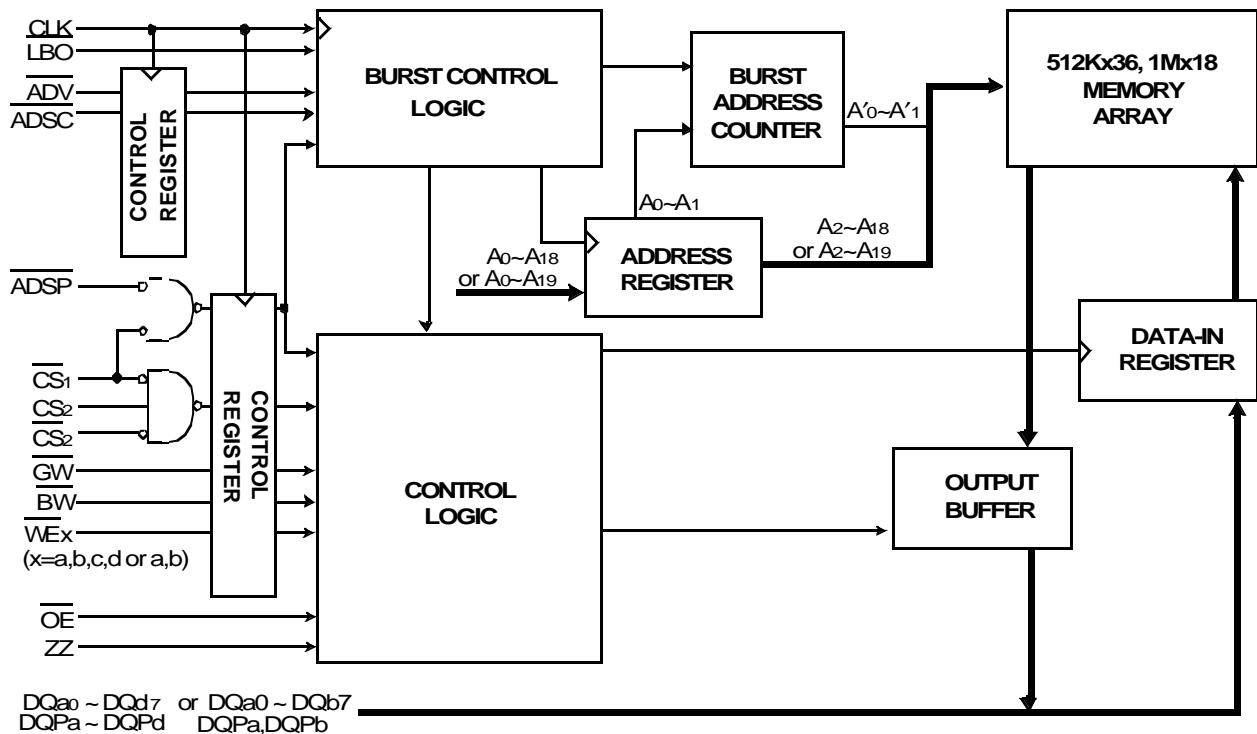 CLK
LBO
ADV
ADSC
CONTROL
REGISTER
BURST CONTROL
LOGIC
BURST
ADDRESS
COUNTER
A′0~A′1
512Kx36, 1Mx18
MEMORY
ARRAY
A0~A1
A0~A18
or A0~A19
ADDRESS
REGISTER
A2~A18
or A2~A19
ADSP
CS1
CS2
CS2
GW
BW
WEx
(x=a,b,c,d or a,b)
OE
ZZ
CONTROL
REGISTER
CONTROL
LOGIC
DATA-IN
REGISTER
OUTPUT
BUFFER
DQa0 ~ DQd7 or DQa0 ~ DQb7
DQPa ~ DQPd DQPa,DQPb